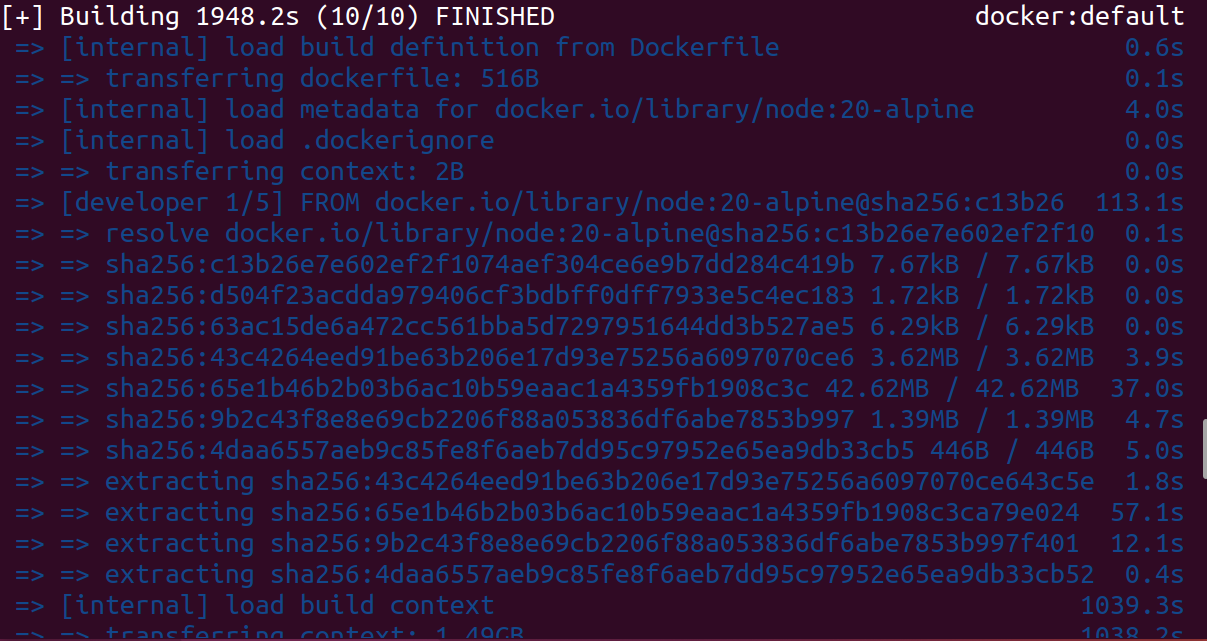 [+] Building 1948.2s (10/10) FINISHED docker:default
=> [internal] load build definition from Dockerfile 0.6s
=> => transferring dockerfile: 516B 0.1s
=> [internal] load metadata for docker.io/library/node:20-alpine 4.0s
=> [internal] load .dockerignore 0.0s
=> => transferring context: 2B 0.0s
=> [developer 1/5] FROM docker.io/library/node:20-alpine@sha256:c13b26 113.1s
=> => resolve docker.io/library/node:20-alpine@sha256:c13b26e7e602ef2f10 0.1s
=> => sha256:c13b26e7e602ef2f1074aef304ce6e9b7dd284c419b 7.67kB / 7.67kB 0.0s
=> => sha256:d504f23acdda979406cf3bdbff0dff7933e5c4ec183 1.72kB / 1.72kB 0.0s
=> => sha256:63ac15de6a472cc561bba5d7297951644dd3b527ae5 6.29kB / 6.29kB 0.0s
=> => sha256:43c4264eed91be63b206e17d93e75256a6097070ce6 3.62MB / 3.62MB 3.9s
=> => sha256:65e1b46b2b03b6ac10b59eaac1a4359fb1908c3c 42.62MB / 42.62MB 37.0s
=> => sha256:9b2c43f8e8e69cb2206f88a053836df6abe7853b997 1.39MB / 1.39MB 4.7s
=> => sha256:4daa6557aeb9c85fe8f6aeb7dd95c97952e65ea9db33cb5 446B / 446B 5.0s
=> => extracting sha256:43c4264eed91be63b206e17d93e75256a6097070ce643c5e 1.8s
=> => extracting sha256:65e1b46b2b03b6ac10b59eaac1a4359fb1908c3ca79e024 57.1s
=> => extracting sha256:9b2c43f8e8e69cb2206f88a053836df6abe7853b997f401 12.1s
=> => extracting sha256:4daa6557aeb9c85fe8f6aeb7dd95c97952e65ea9db33cb52 0.4s
=> [internal] load build context 1039.3s
=> => transferring context: 1.49GB 1038.2s